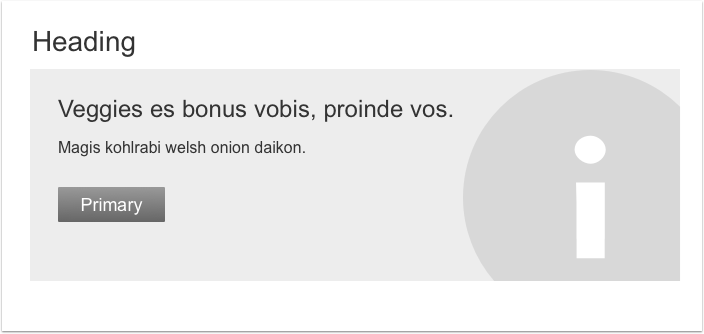 Heading
Veggies es bonus vobis, proinde vos.
Magis kohlrabi welsh onion daikon.
Primary
i